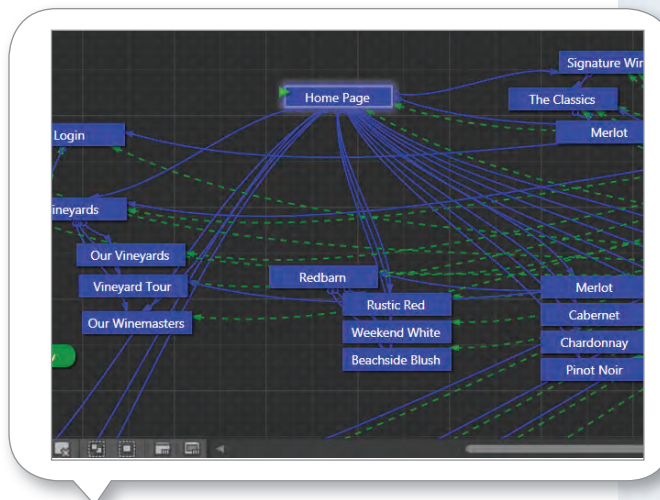 Signature Wi
Home Page
The Classics
Login
Merlot
ineyards
Our Vineyards
Redbarn
Vineyard Tour
Merlot
Rustic Red
Cabernet
Our Winemasters
Weekend White
Chardonnay
Beachside Blush
Pinot Noir